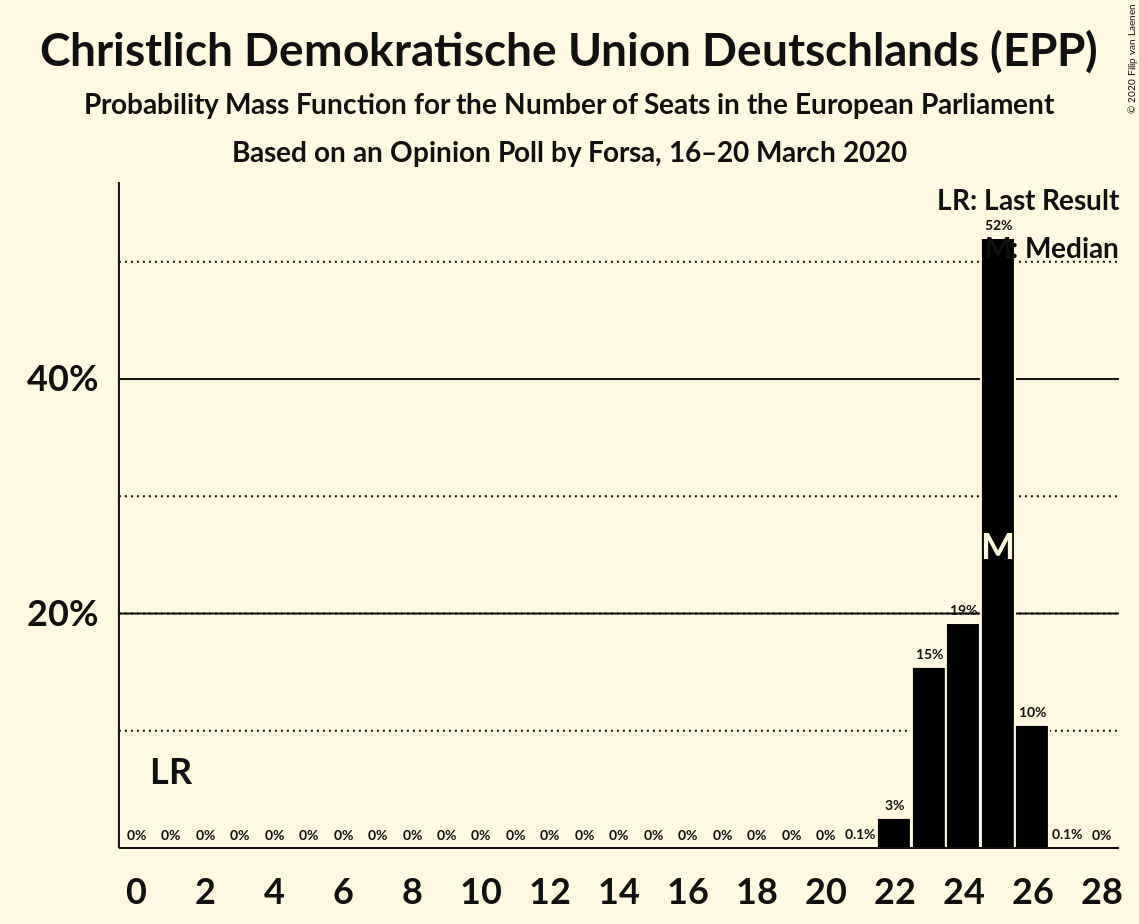 Christlich Demokratische Union Deutschlands (EPP)
Probability Mass Function for the Number of Seats in the European Parliament
Based on an Opinion Poll by Forsa, 16–20 March 2020
© 2020 Filip van Laenen
LR: Last Result
M: Median
52%
40%
M
20%
19%
15%
10%
LR
3%
0% 0% 0% 0% 0% 0% 0% 0% 0% 0% 0% 0% 0% 0% 0% 0% 0% 0% 0% 0% 0% 0.1% 0.1% 0%
0 2 4 6 8 10 12 14 16 18 20 22 24 26 28